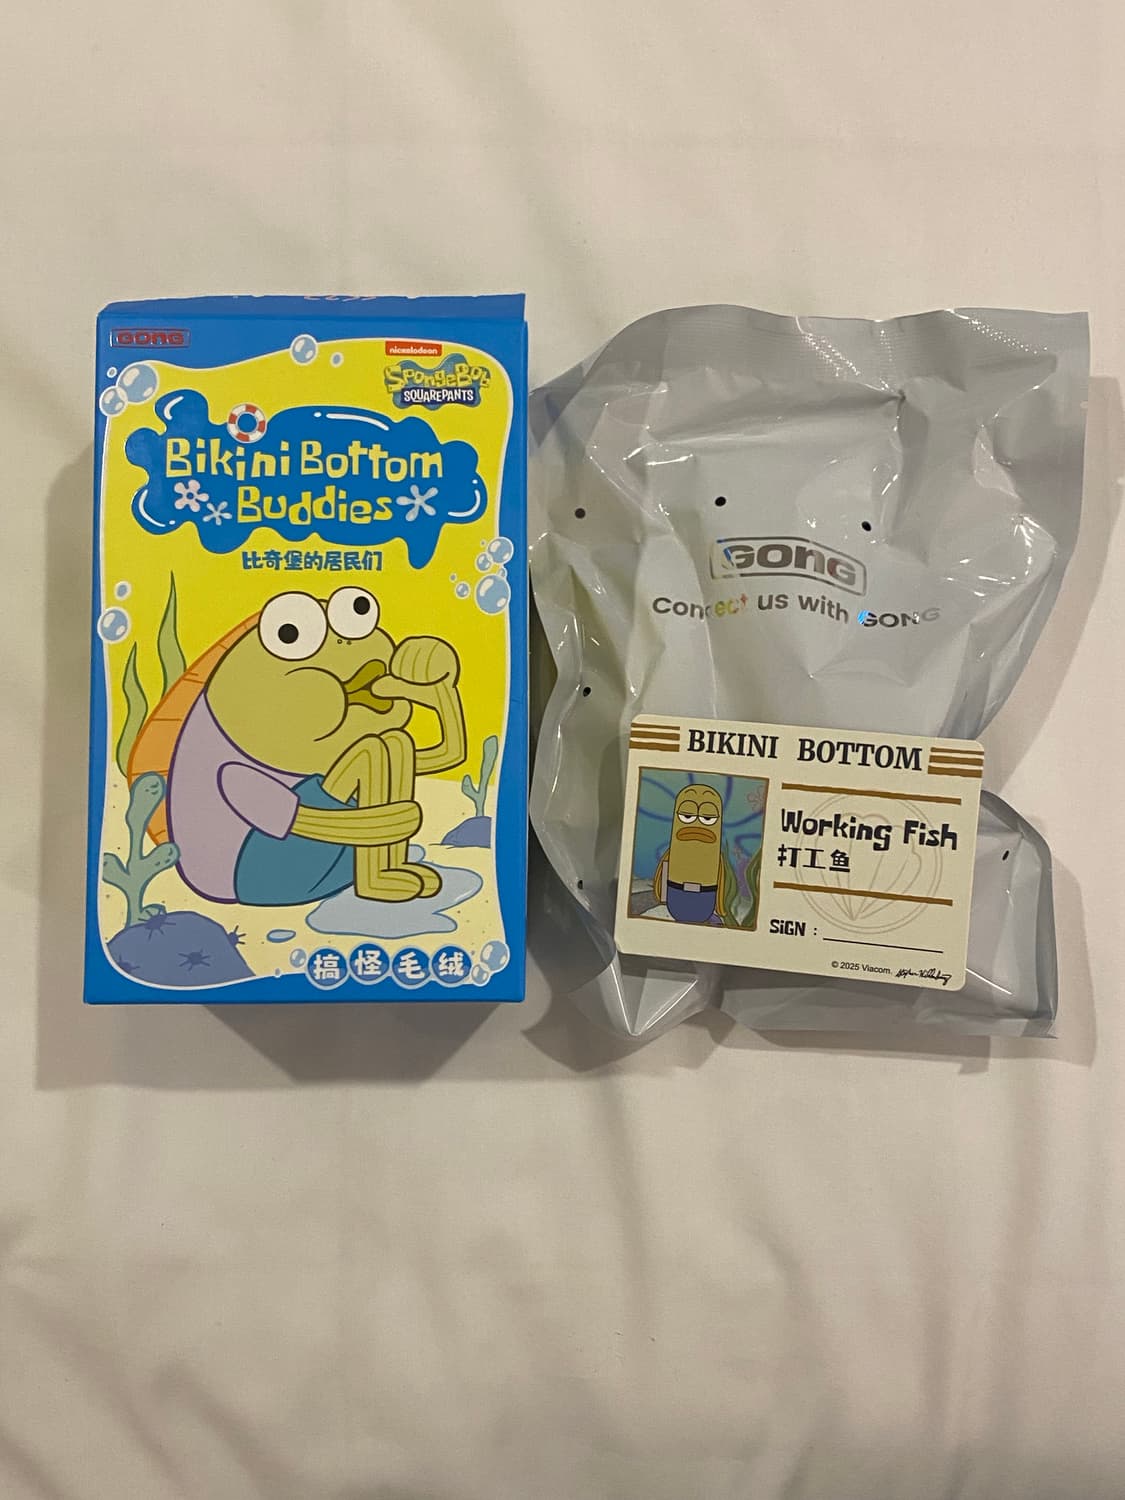 GONG
nickelodeon
SPONGEBOB
SQUAREPANTS
Bikini Bottom
Buddies
比奇堡的居民们
搞怪毛绒
GONG
Connect us with GONG
BIKINI BOTTOM
Working Fish
打工鱼
SiGN :
© 2025 Viacom.